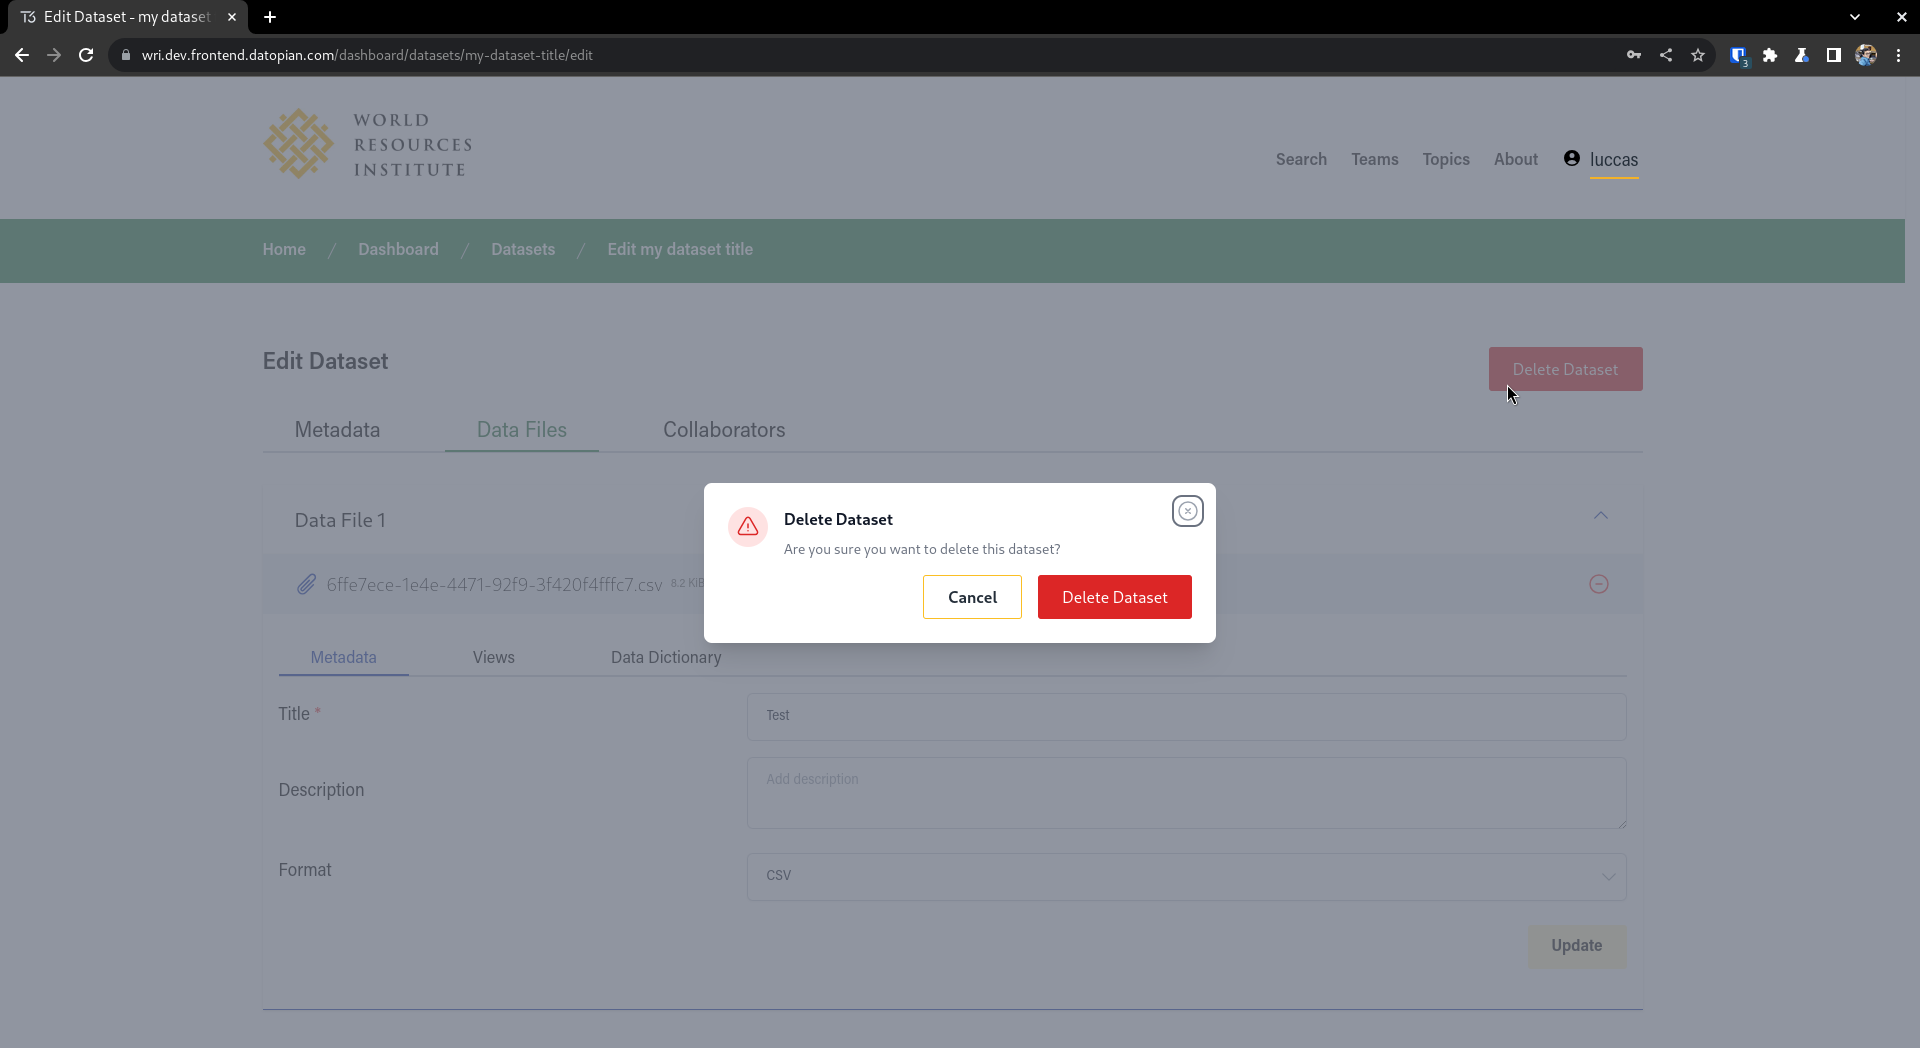 Edit Dataset - my dataset
wri.dev.frontend.datopian.com/dashboard/datasets/my-dataset-title/edit
3
WORLD
RESOURCES
INSTITUTE
Search Teams Topics About luccas
Home / Dashboard / Datasets / Edit my dataset title
Edit Dataset
Delete Dataset
Metadata Data Files Collaborators
Data File 1
6ffe7ece-1e4e-4471-92f9-3f420f4fffc7.csv 8.2 KiB
Delete Dataset
Are you sure you want to delete this dataset?
Cancel Delete Dataset
Metadata Views Data Dictionary
Title * Test
Description Add description
Format CSV
Update